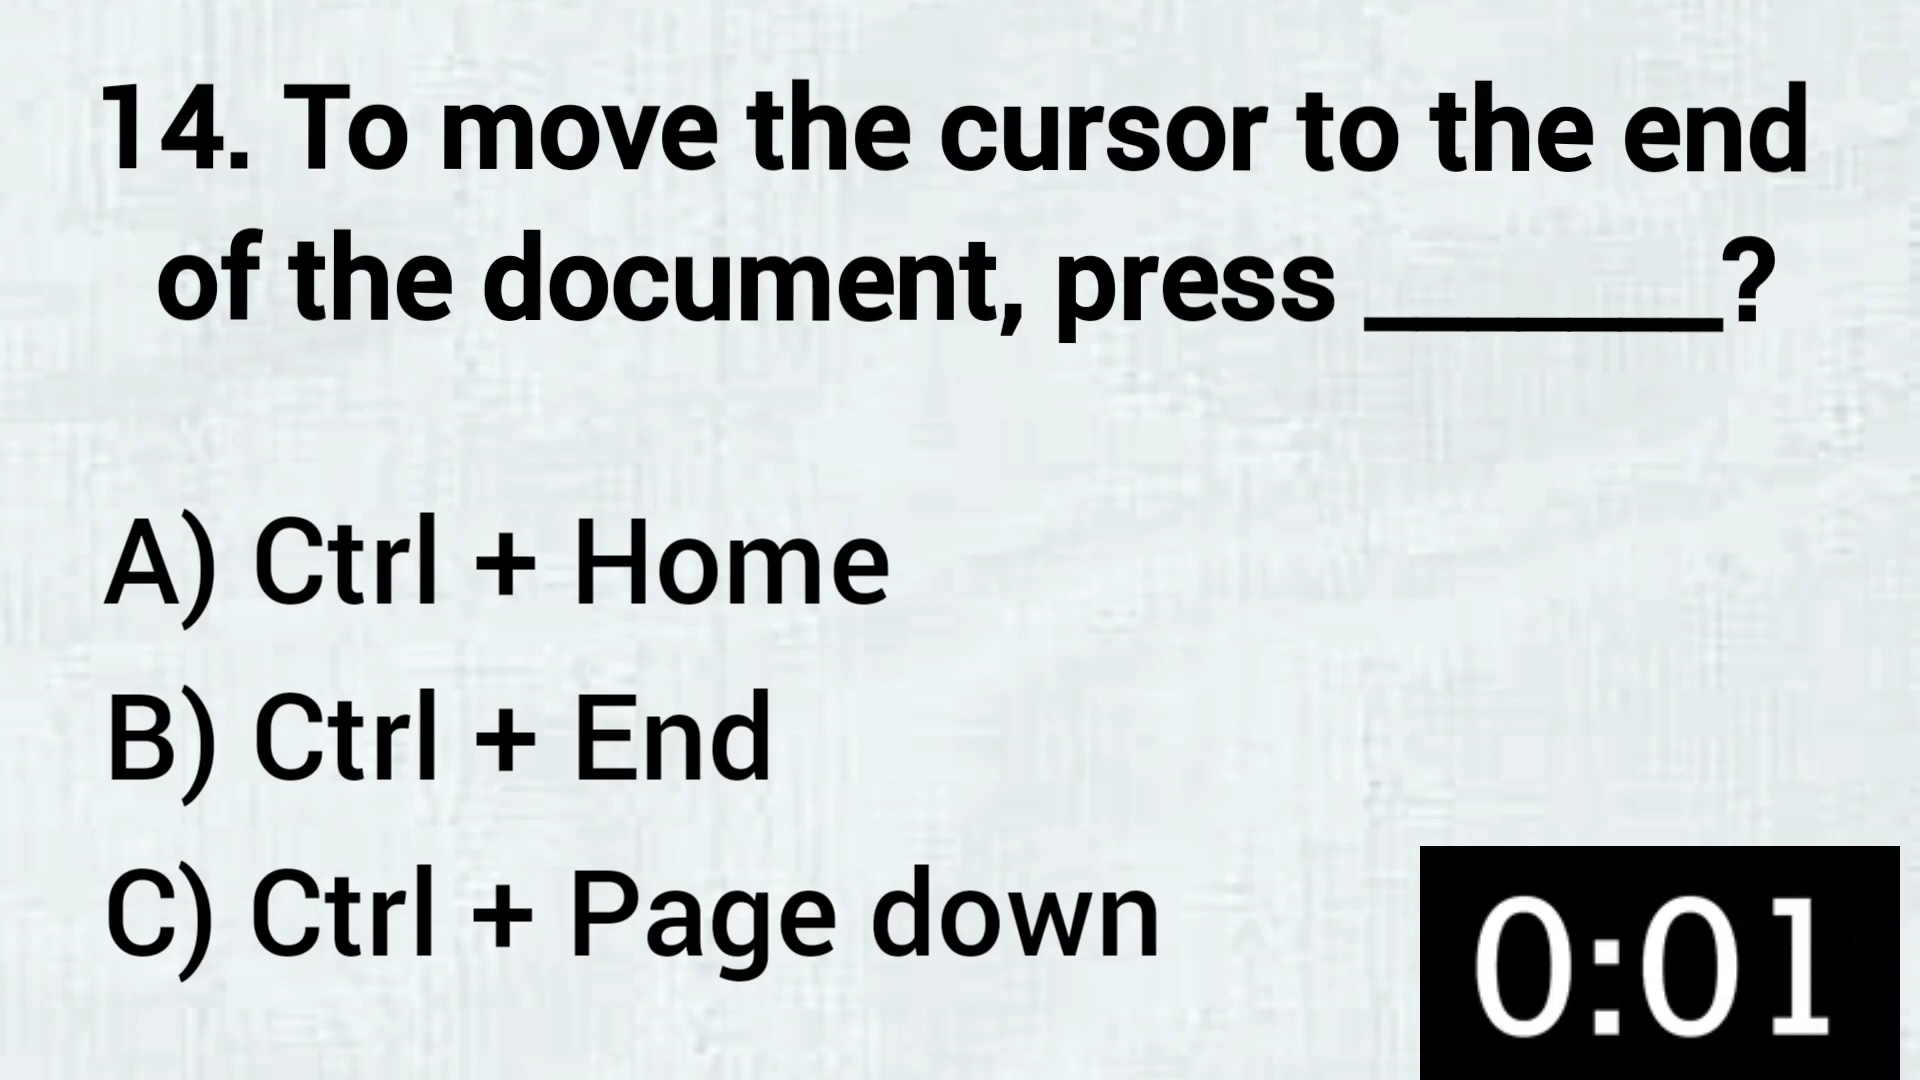 14. To move the cursor to the end
of the document, press ______?
A) Ctrl + Home
B) Ctrl + End
C) Ctrl + Page down
0:01